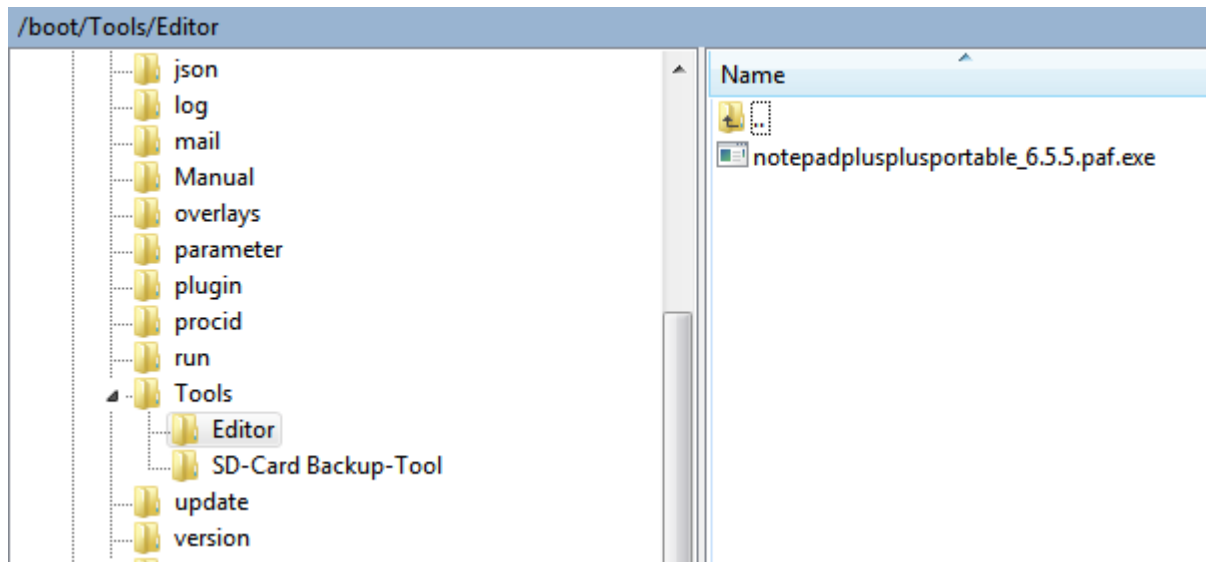 /boot/Tools/Editor
json
log
mail
Manual
overlays
parameter
plugin
procid
run
Tools
Editor
SD-Card Backup-Tool
update
version
Name
..
notepadplusplusportable_6.5.5.paf.exe